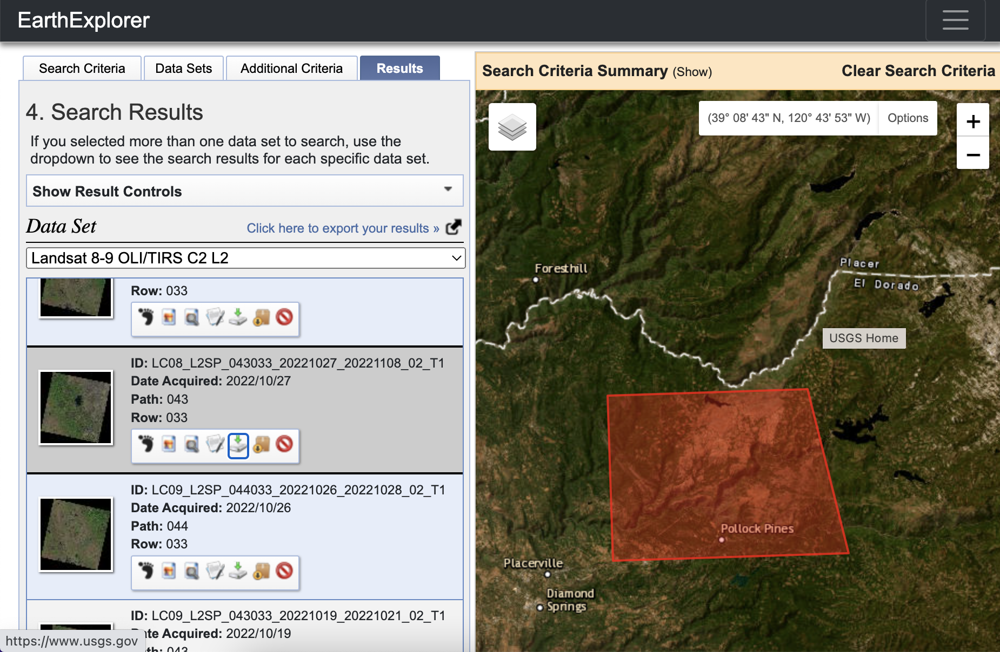 EarthExplorer
Search Criteria
Data Sets
Additional Criteria
Results
4. Search Results
If you selected more than one data set to search, use the
dropdown to see the search results for each specific data set.
Show Result Controls
Data Set
Click here to export your results »
Landsat 8-9 OLI/TIRS C2 L2
Row: 033
ID: LC08_L2SP_043033_20221027_20221108_02_T1
Date Acquired: 2022/10/27
Path: 043
Row: 033
ID: LC09_L2SP_044033_20221026_20221028_02_T1
Date Acquired: 2022/10/26
Path: 044
Row: 033
ID: LC09_L2SP_043033_20221019_20221021_02_T1
ate Acquired: 2022/10/19
th: 043
https://www.usgs.gov
Search Criteria Summary (Show)
Clear Search Criteria
(39° 08' 43" N, 120° 43' 53" W)
Options
+
−
Foresthill
Placer
El Dorado
USGS Home
Pollock Pines
Placerville
Diamond
Springs